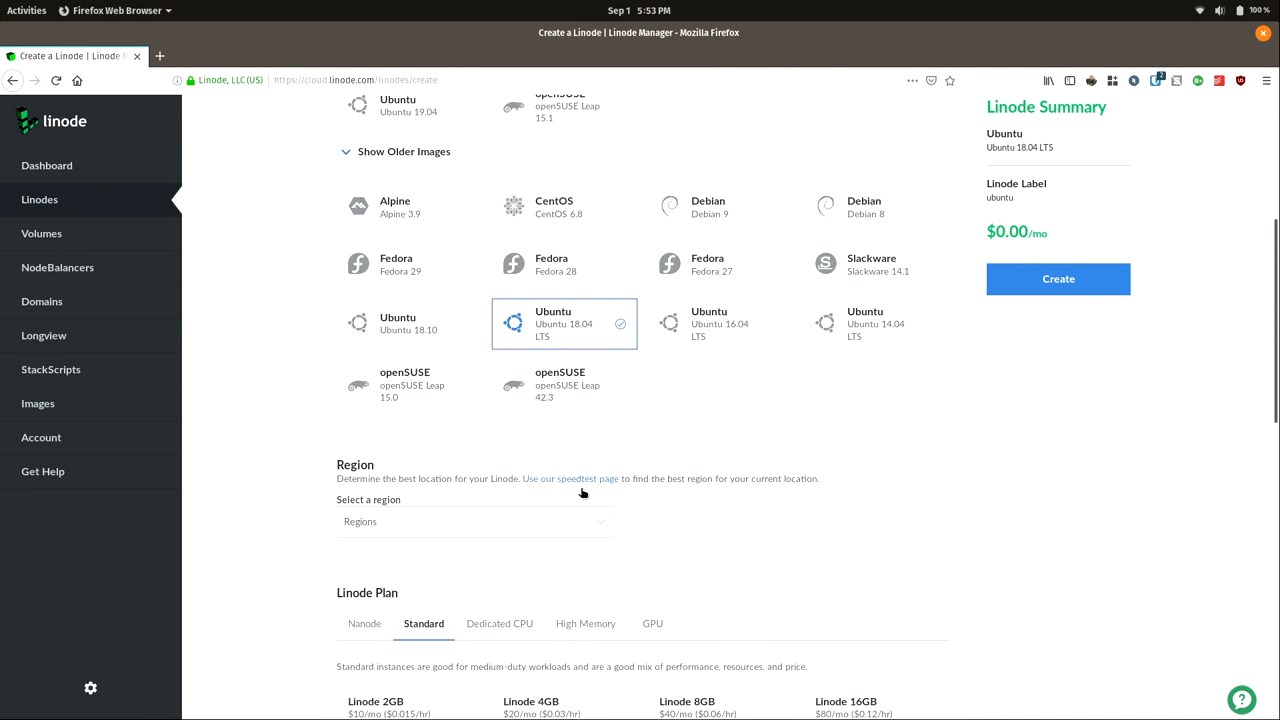 Activities
Firefox Web Browser
Sep 1 5:53 PM
100 %
Create a Linode | Linode Manager - Mozilla Firefox
Create a Linode | Linode
Linode, LLC (US)
https://cloud.linode.com/linodes/create
linode
Dashboard
Linodes
Volumes
NodeBalancers
Domains
Longview
StackScripts
Images
Account
Get Help
Ubuntu
Ubuntu 19.04
openSUSE
openSUSE Leap
15.1
Show Older Images
Alpine
Alpine 3.9
CentOS
CentOS 6.8
Debian
Debian 9
Debian
Debian 8
Fedora
Fedora 29
Fedora
Fedora 28
Fedora
Fedora 27
Slackware
Slackware 14.1
Ubuntu
Ubuntu 18.10
Ubuntu
Ubuntu 18.04
LTS
Ubuntu
Ubuntu 16.04
LTS
Ubuntu
Ubuntu 14.04
LTS
openSUSE
openSUSE Leap
15.0
openSUSE
openSUSE Leap
42.3
Region
Determine the best location for your Linode. Use our speedtest page to find the best region for your current location.
Select a region
Regions
Linode Plan
Nanode
Standard
Dedicated CPU
High Memory
GPU
Standard instances are good for medium-duty workloads and are a good mix of performance, resources, and price.
Linode 2GB
$10/mo ($0.015/hr)
Linode 4GB
$20/mo ($0.03/hr)
Linode 8GB
$40/mo ($0.06/hr)
Linode 16GB
$80/mo ($0.12/hr)
Linode Summary
Ubuntu
Ubuntu 18.04 LTS
Linode Label
ubuntu
$0.00/mo
Create